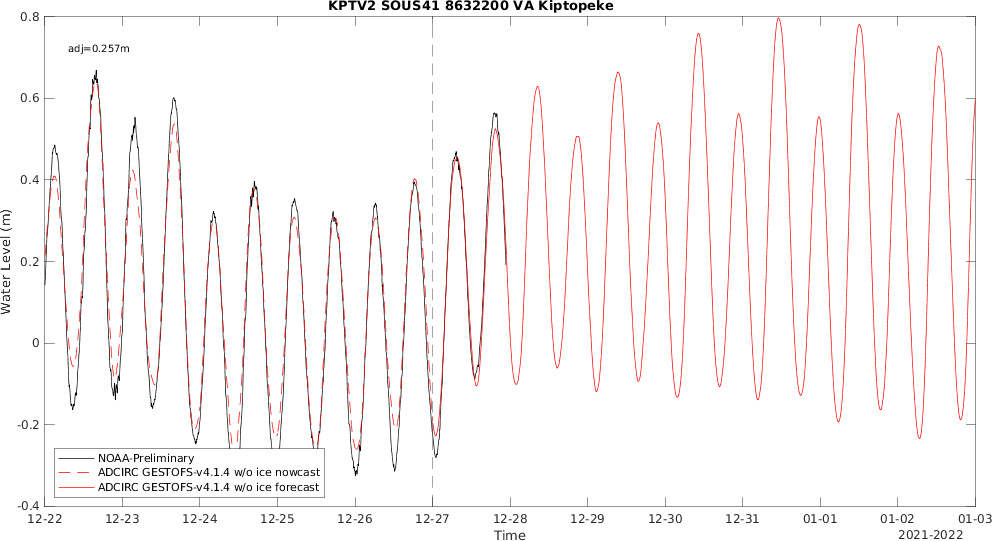 KPTV2 SOUS41 8632200 VA Kiptopeke
adj=0.257m
0.8
0.6
0.4
0.2
0
-0.2
-0.4
Water Level (m)
NOAA-Preliminary
ADCIRC GESTOFS-v4.1.4 w/o ice nowcast
ADCIRC GESTOFS-v4.1.4 w/o ice forecast
12-22 12-23 12-24 12-25 12-26 12-27 12-28 12-29 12-30 12-31 01-01 01-02 01-03
Time
2021-2022